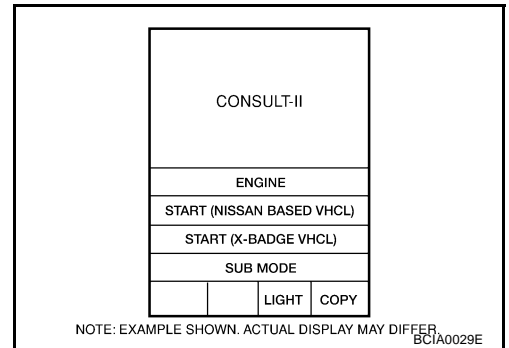 CONSULT-II
ENGINE
START (NISSAN BASED VHCL)
START (X-BADGE VHCL)
SUB MODE
LIGHT COPY
NOTE: EXAMPLE SHOWN. ACTUAL DISPLAY MAY DIFFER.
BCIA0029E